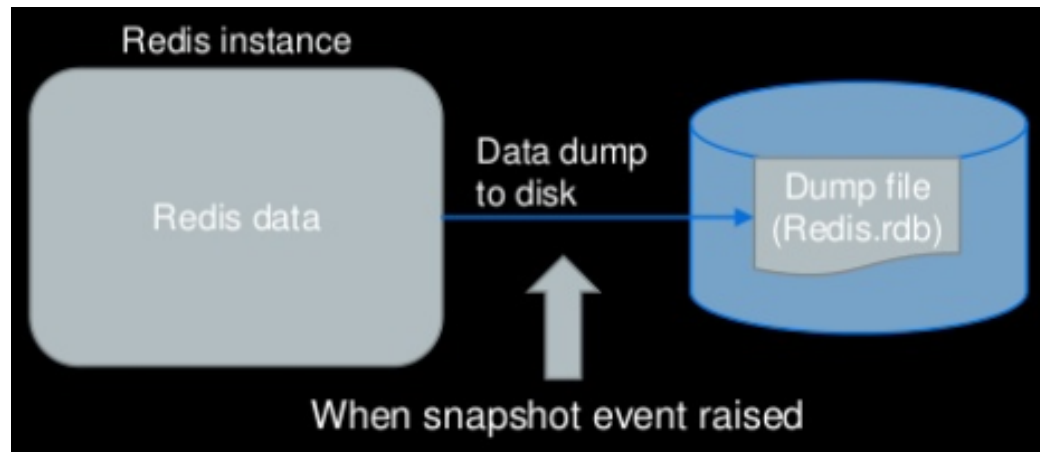 Redis instance
Redis data
Data dump
to disk
Dump file
(Redis.rdb)
When snapshot event raised